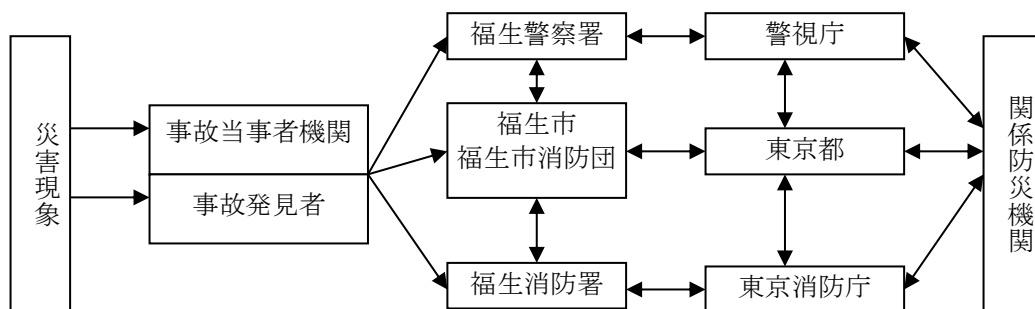 災害現象
事故当事者機関
事故発見者
福生警察署
福生市
福生市消防団
福生消防署
警視庁
東京都
東京消防庁
関係防災機関